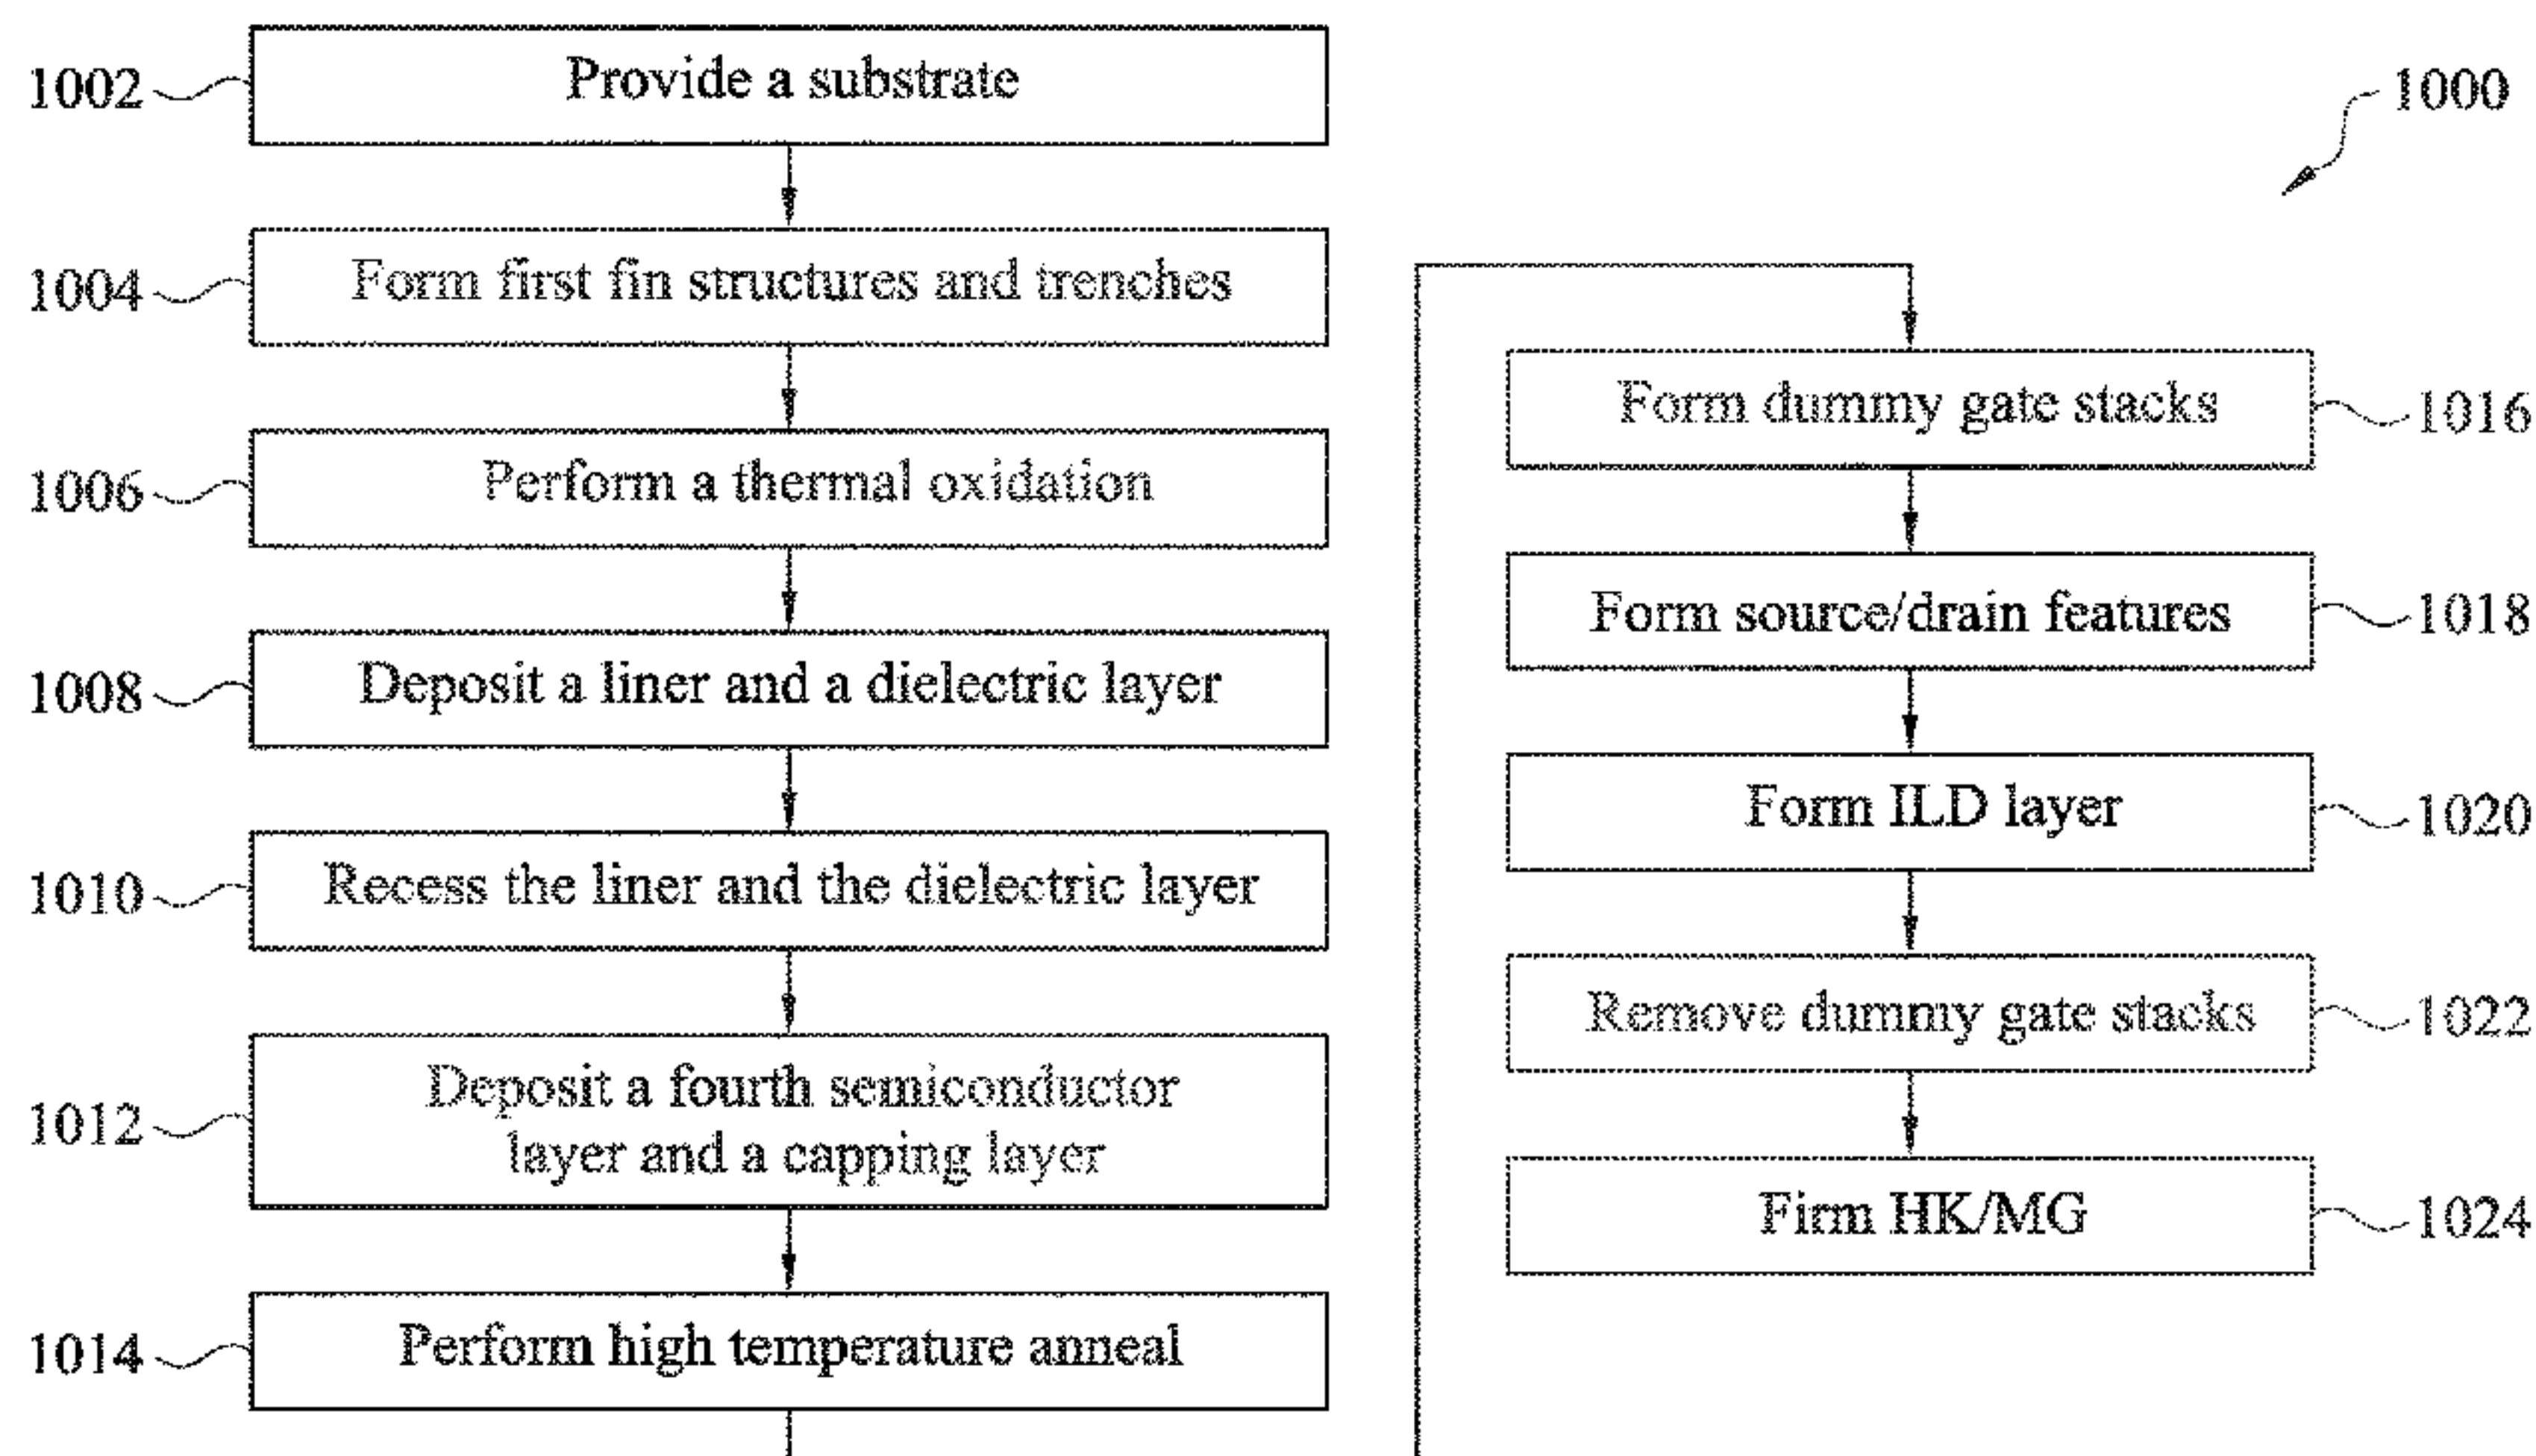 1000
1002
Provide a substrate
1004
Form first fin structures and trenches
1006
Perform a thermal oxidation
1008
Deposit a liner and a dielectric layer
1010
Recess the liner and the dielectric layer
1012
Deposit a fourth semiconductor
layer and a capping layer
1014
Perform high temperature anneal
Form dummy gate stacks
1016
Form source/drain features
1018
Form ILD layer
1020
Remove dummy gate stacks
1022
Firm HK/MG
1024